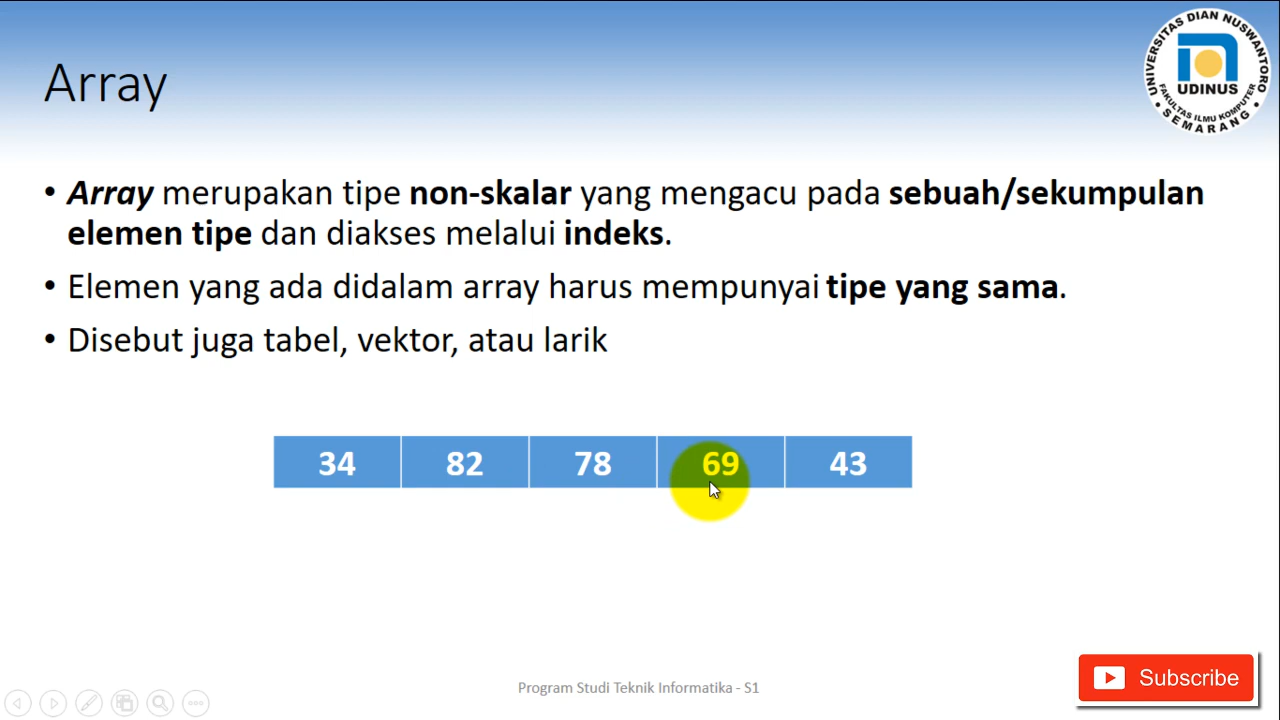 Array
UNIVERSITAS DIAN NUSWANTORO
UDINUS
FAKULTAS ILMU KOMPUTER
• SEMARANG •
• Array merupakan tipe non-skalar yang mengacu pada sebuah/sekumpulan
elemen tipe dan diakses melalui indeks.
• Elemen yang ada didalam array harus mempunyai tipe yang sama.
• Disebut juga tabel, vektor, atau larik
34 82 78 69 43
Program Studi Teknik Informatika - S1
Subscribe